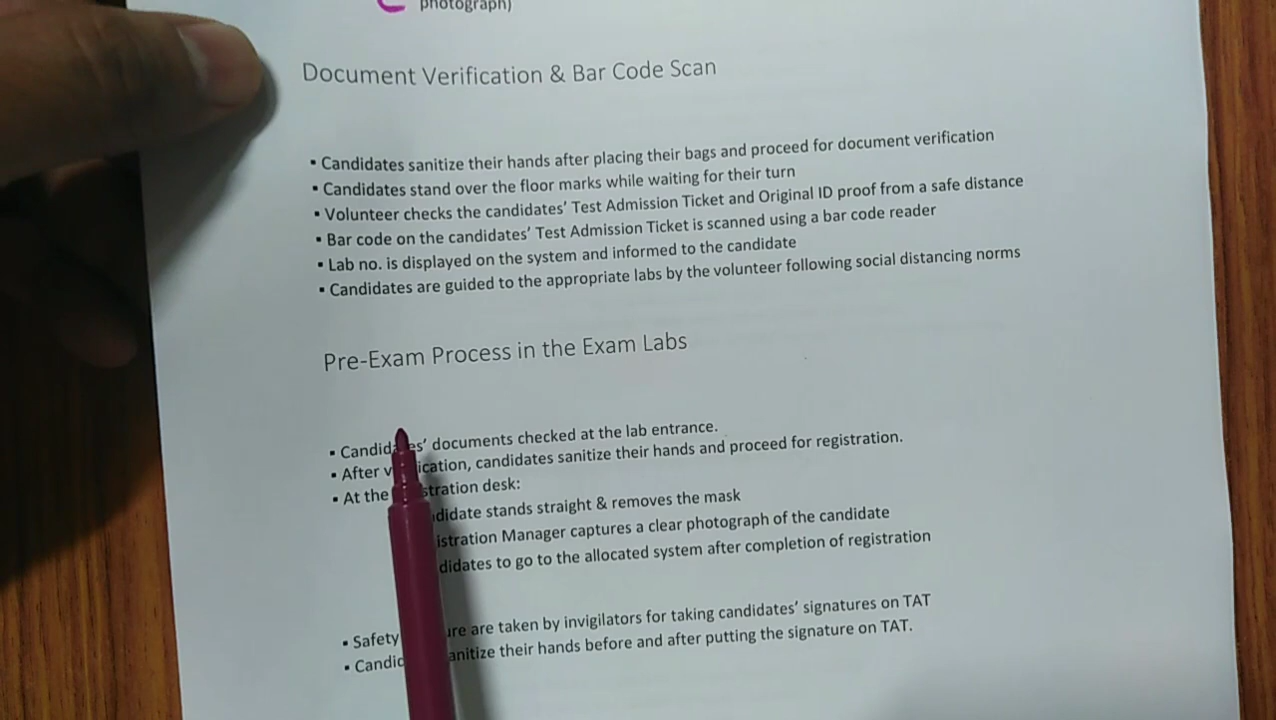 photograph)
Document Verification & Bar Code Scan
▪ Candidates sanitize their hands after placing their bags and proceed for document verification
▪ Candidates stand over the floor marks while waiting for their turn
▪ Volunteer checks the candidates' Test Admission Ticket and Original ID proof from a safe distance
▪ Bar code on the candidates' Test Admission Ticket is scanned using a bar code reader
▪ Lab no. is displayed on the system and informed to the candidate
▪ Candidates are guided to the appropriate labs by the volunteer following social distancing norms
Pre-Exam Process in the Exam Labs
▪ Candidates' documents checked at the lab entrance.
▪ After verification, candidates sanitize their hands and proceed for registration.
▪ At the registration desk:
didate stands straight & removes the mask
istration Manager captures a clear photograph of the candidate
didates to go to the allocated system after completion of registration
▪ Safety are taken by invigilators for taking candidates' signatures on TAT
▪ Candid sanitize their hands before and after putting the signature on TAT.